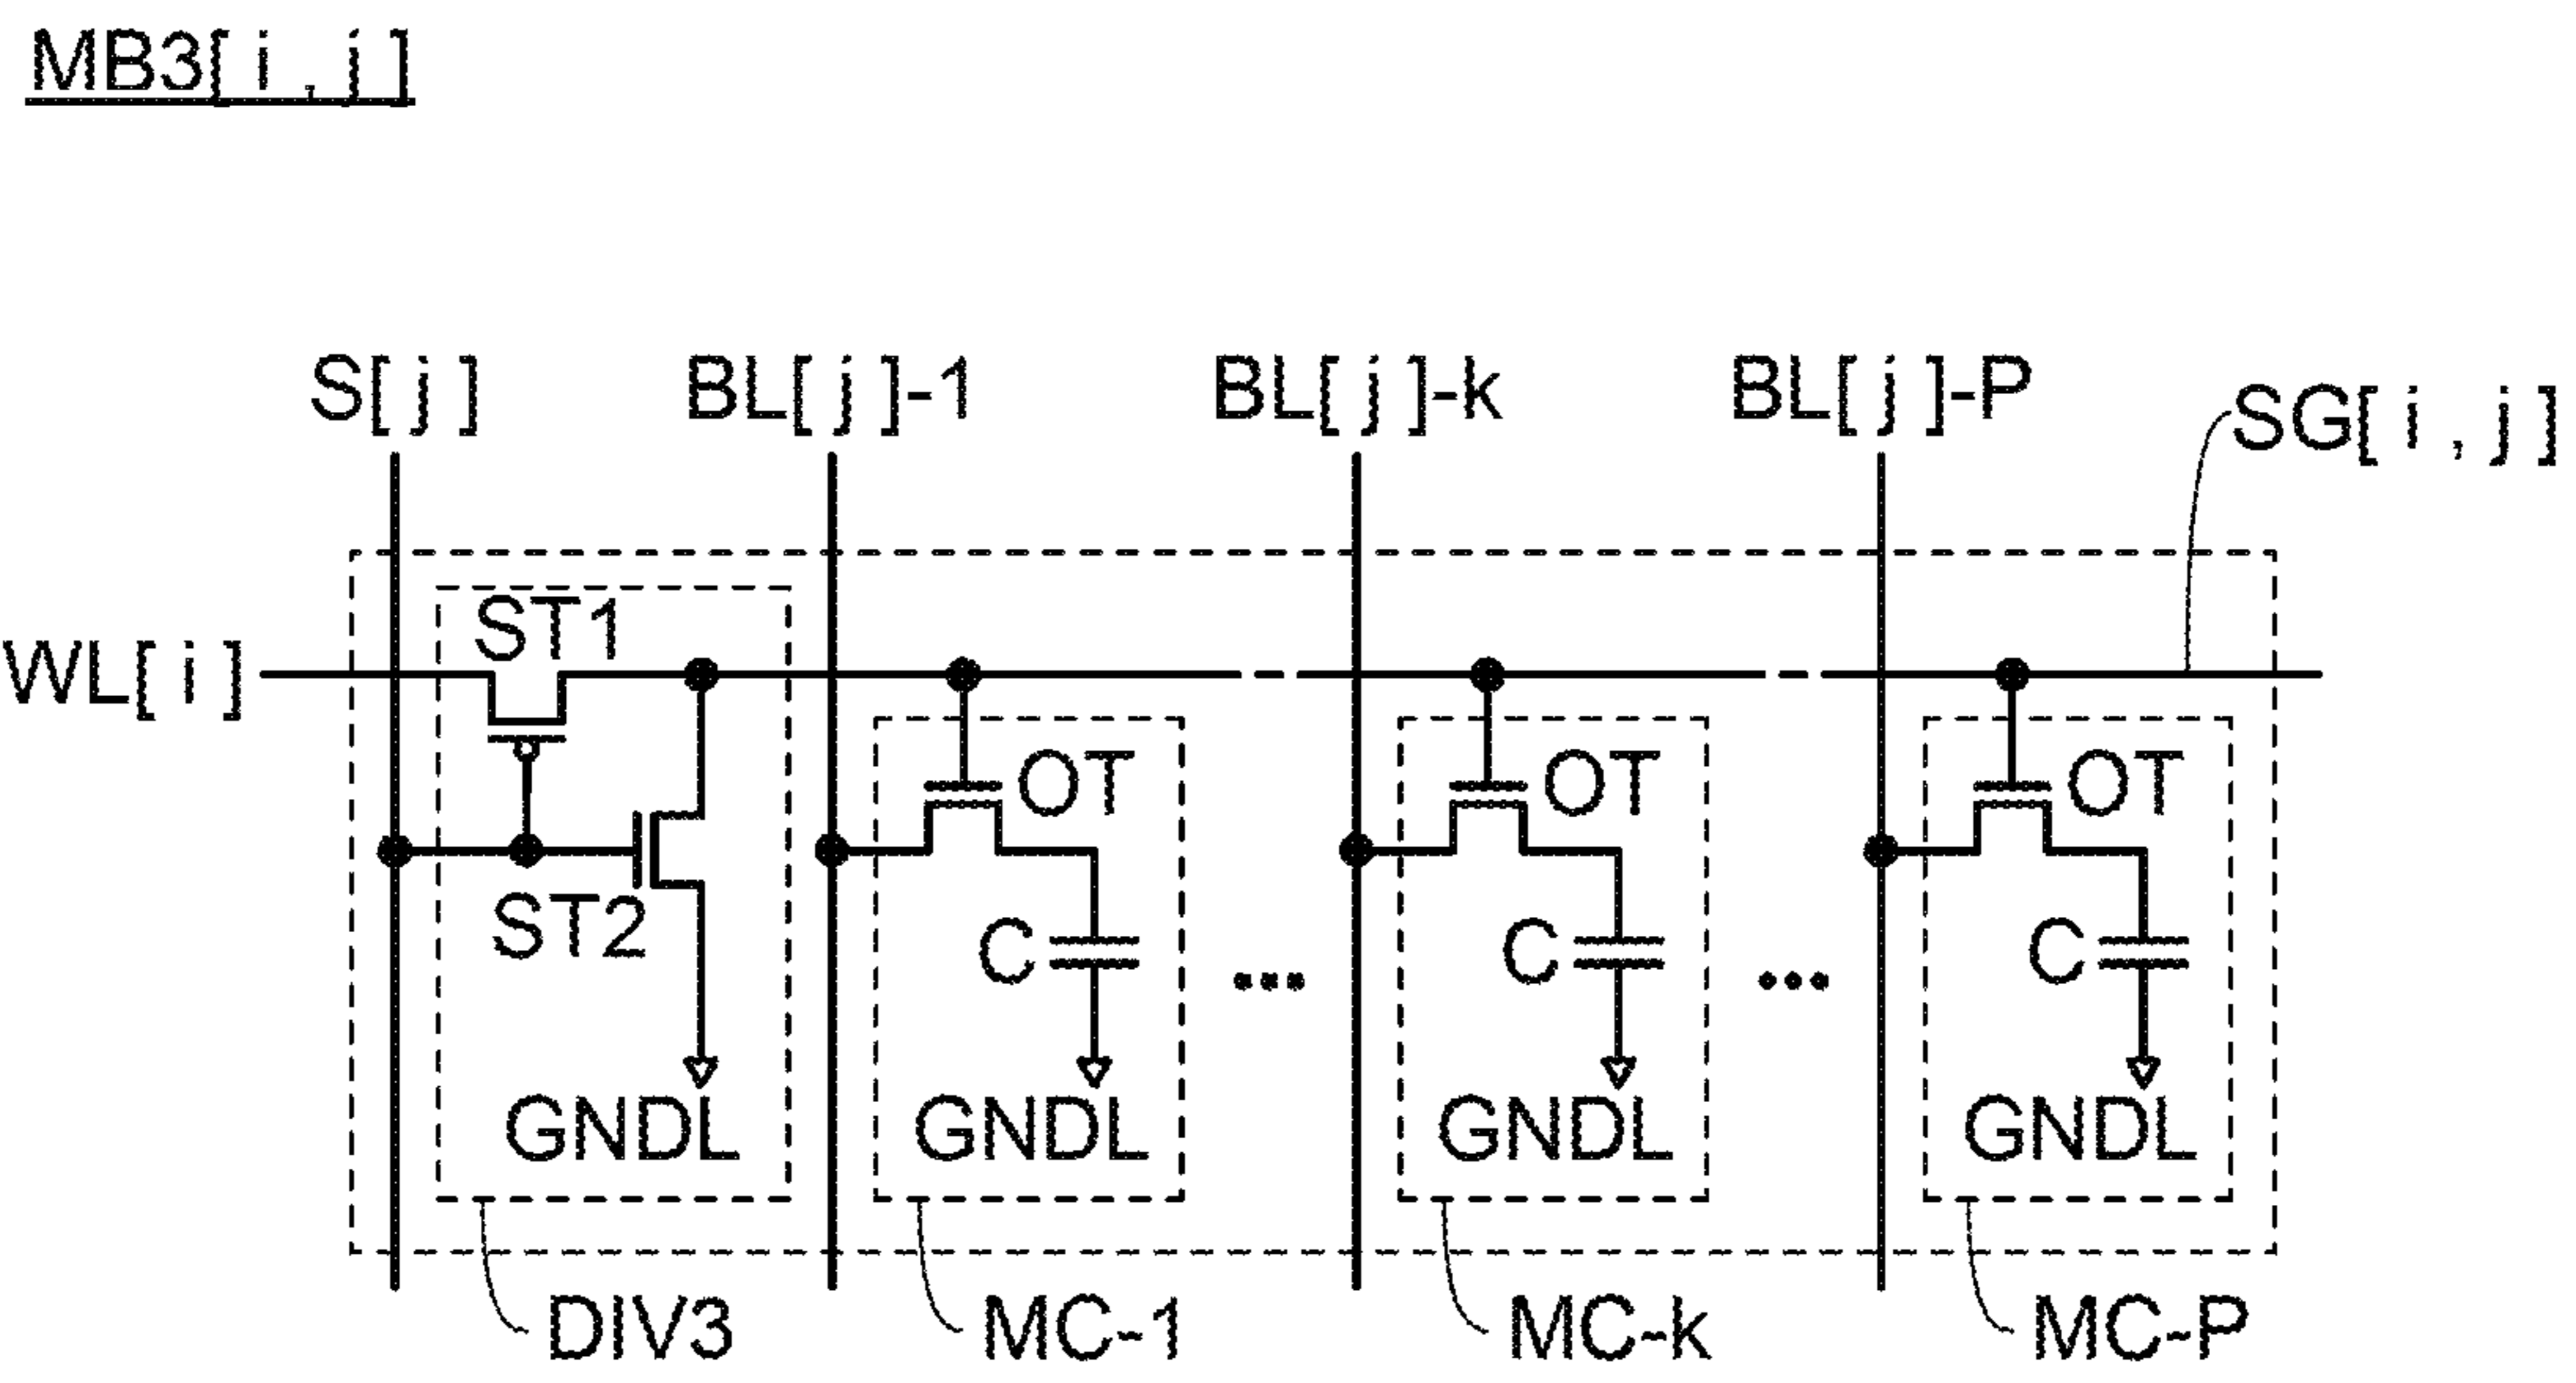 MB3[ i , j ]
S[ j ]
BL[ j ]-1
BL[ j ]-k
BL[ j ]-P
SG[ i , j ]
WL[ i ]
ST1
OT
OT
OT
ST2
C
C
C
GNDL
GNDL
GNDL
GNDL
DIV3
MC-1
MC-k
MC-P